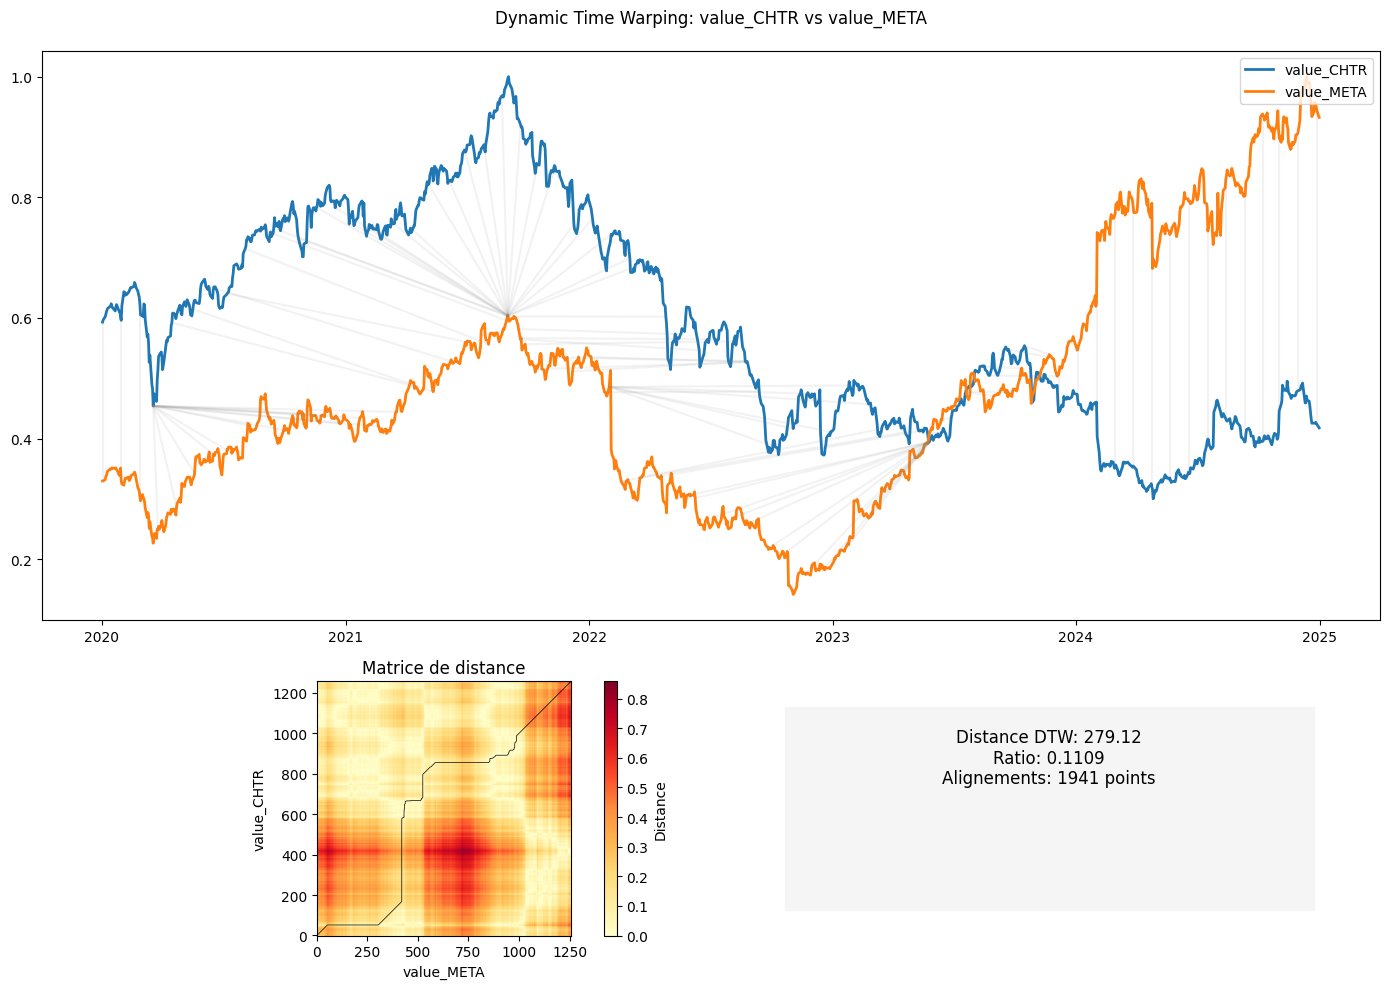 Dynamic Time Warping: value_CHTR vs value_META
value_CHTR
value_META
1.0
0.8
0.6
0.4
0.2
2020 2021 2022 2023 2024 2025
Matrice de distance
1200
1000
800
600
400
200
0
value_CHTR
0 250 500 750 1000 1250
value_META
0.8
0.7
0.6
0.5
0.4
0.3
0.2
0.1
0.0
Distance
Distance DTW: 279.12
Ratio: 0.1109
Alignements: 1941 points